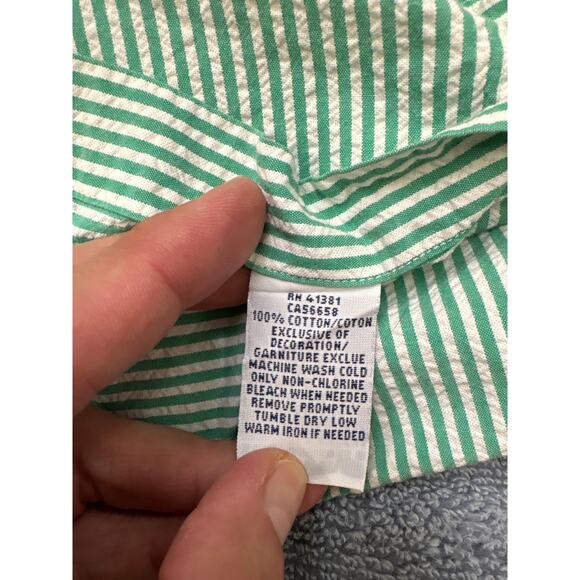 RN 41381
CA56658
100% COTTON/COTON
EXCLUSIVE OF
DECORATION/
GARNITURE EXCLUE
MACHINE WASH COLD
ONLY NON-CHLORINE
BLEACH WHEN NEEDED
REMOVE PROMPTLY
TUMBLE DRY LOW
WARM IRON IF NEEDED